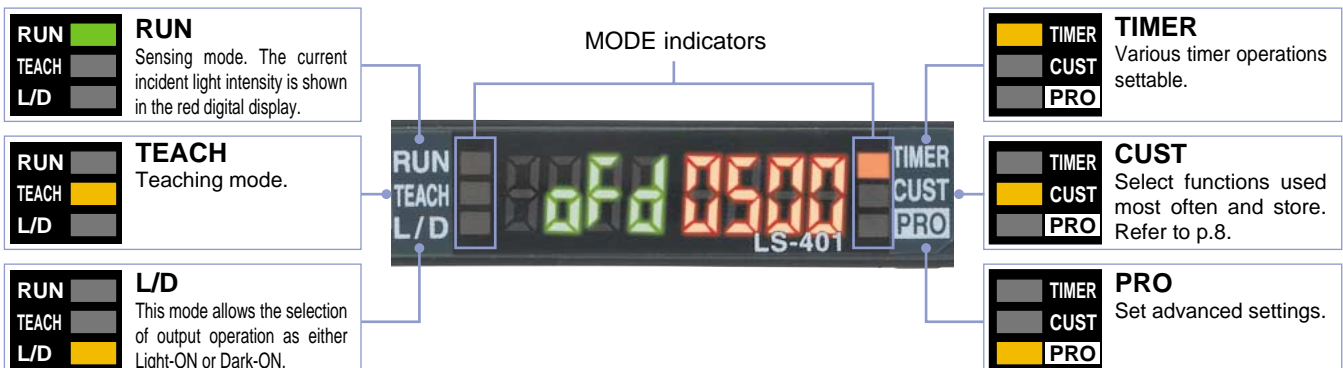 RUN
TEACH
L/D
RUN
Sensing mode. The current
incident light intensity is shown
in the red digital display.
RUN
TEACH
L/D
TEACH
Teaching mode.
RUN
TEACH
L/D
L/D
This mode allows the selection
of output operation as either
Light-ON or Dark-ON.
MODE indicators
RUN
TEACH
L/D
oFd 0500
TIMER
CUST
PRO
LS-401
TIMER
CUST
PRO
TIMER
Various timer operations
settable.
TIMER
CUST
PRO
CUST
Select functions used
most often and store.
Refer to p.8.
TIMER
CUST
PRO
PRO
Set advanced settings.